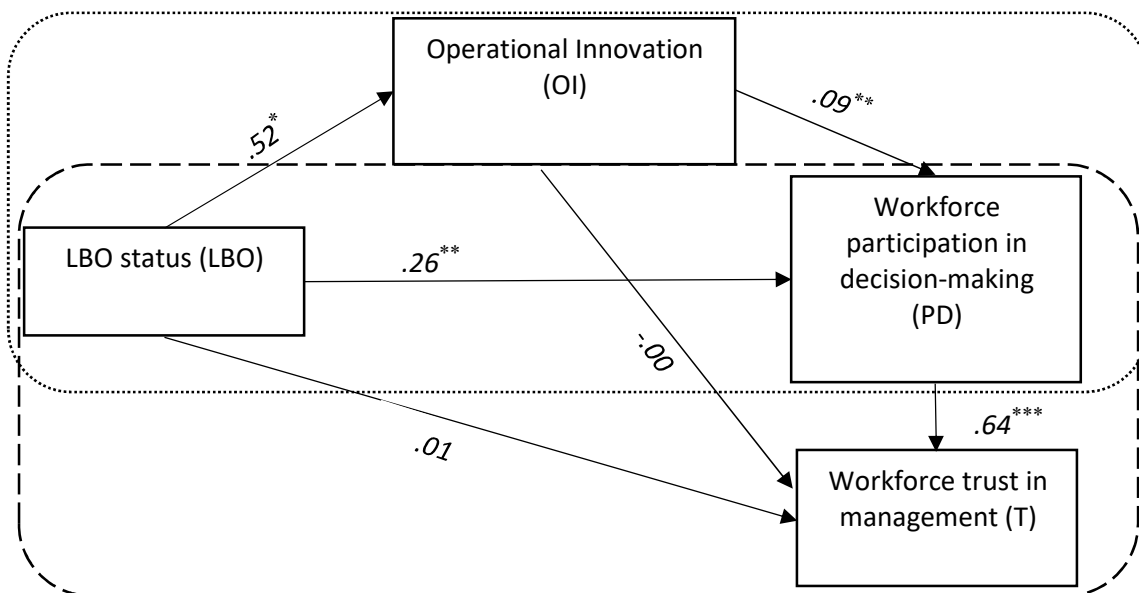 Operational Innovation
(OI)
.52*
.09**
Workforce
participation in
decision-making
(PD)
LBO status (LBO)
.26**
-.00
.01
.64***
Workforce trust in
management (T)